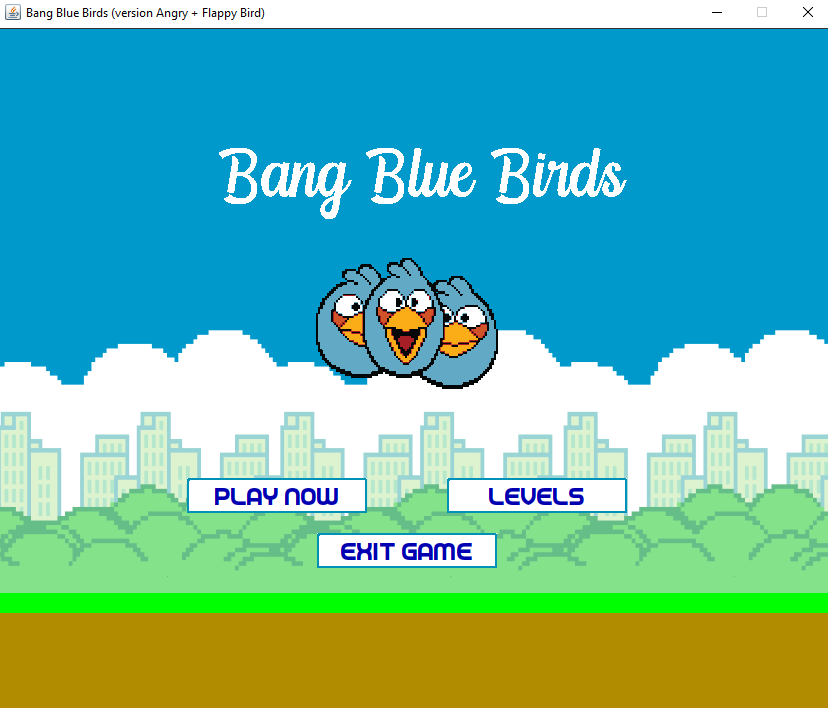 Bang Blue Birds (version Angry + Flappy Bird)
Bang Blue Birds
PLAY NOW
LEVELS
EXIT GAME